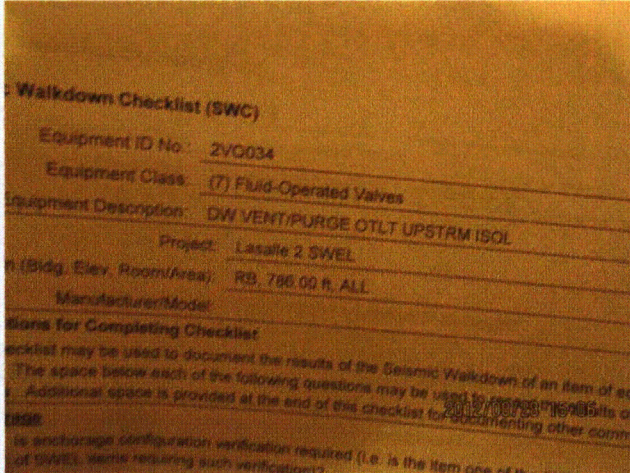 c Walkdown Checklist (SWC)
Equipment ID No.: 2VQ034
Equipment Class: (7) Fluid-Operated Valves
Equipment Description: DW VENT/PURGE OTLT UPSTRM ISOL
Project: Lasalle 2 SWEL
n (Bldg, Elev, Room/Area): RB, 786.00 ft, ALL
Manufacturer/Model:
tions for Completing Checklist
ecklist may be used to document the results of the Seismic Walkdown of an item of eq
The space below each of the following questions may be used to
Additional space is provided at the end of this checklist for documenting other comm
is anchorage configuration verification required (i.e. is the item one of the
of SWEL items requiring such verification)?